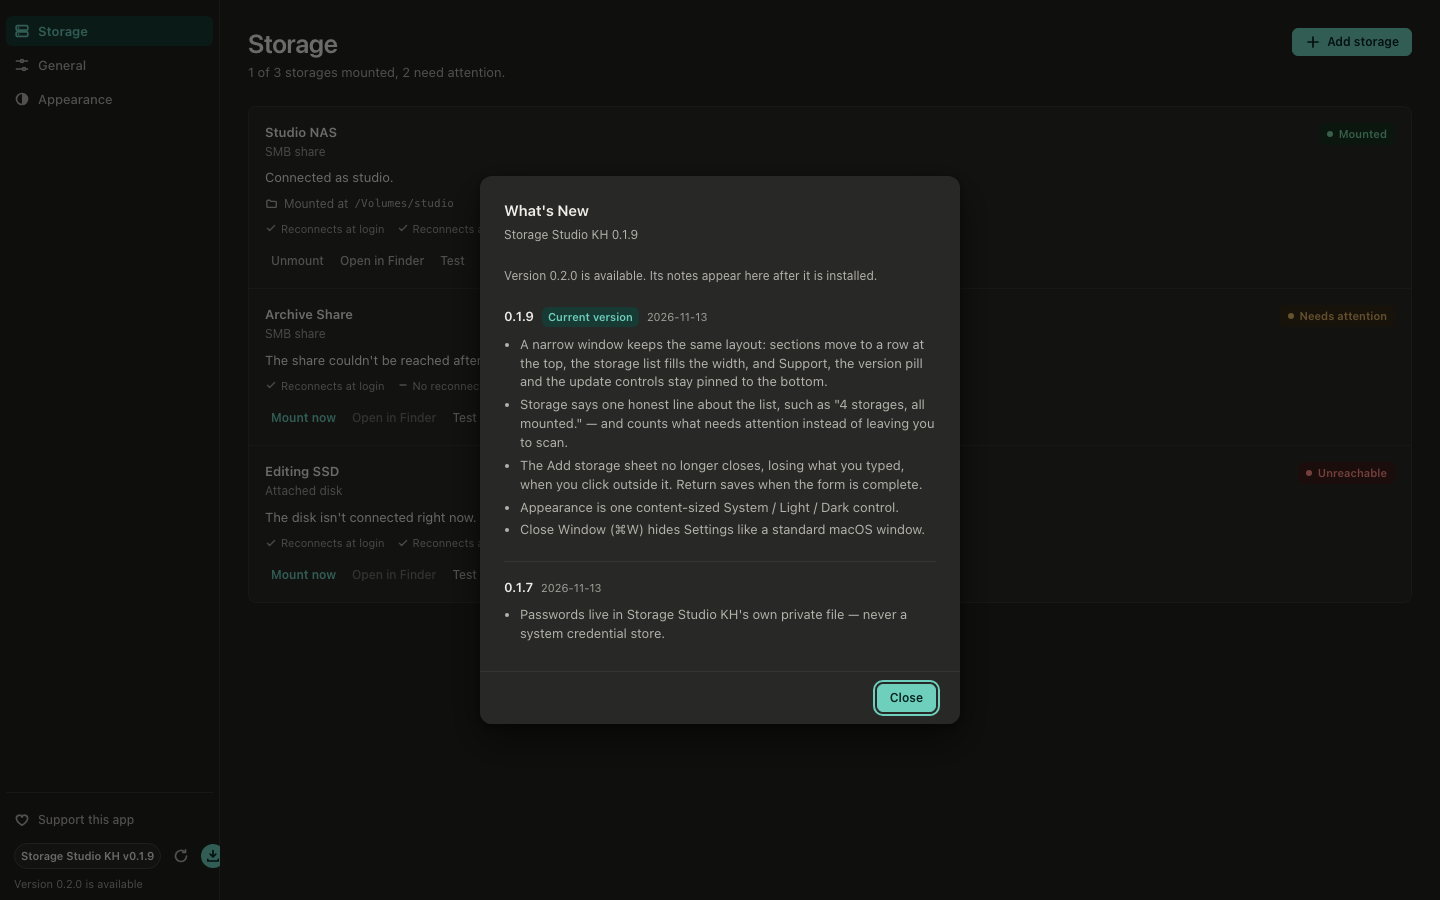 Storage
General
Appearance
Storage
1 of 3 storages mounted, 2 need attention.
Add storage
Studio NAS
SMB share
Connected as studio.
Mounted at /Volumes/studio
Reconnects at login
Reconnects
Unmount
Open in Finder
Test
Mounted
Archive Share
SMB share
The share couldn't be reached after
Reconnects at login
No reconnec
Mount now
Open in Finder
Test
Needs attention
Editing SSD
Attached disk
The disk isn't connected right now.
Reconnects at login
Reconnects
Mount now
Open in Finder
Test
Unreachable
What's New
Storage Studio KH 0.1.9
Version 0.2.0 is available. Its notes appear here after it is installed.
0.1.9 Current version 2026-11-13
• A narrow window keeps the same layout: sections move to a row at
the top, the storage list fills the width, and Support, the version pill
and the update controls stay pinned to the bottom.
• Storage says one honest line about the list, such as "4 storages, all
mounted." — and counts what needs attention instead of leaving you
to scan.
• The Add storage sheet no longer closes, losing what you typed,
when you click outside it. Return saves when the form is complete.
• Appearance is one content-sized System / Light / Dark control.
• Close Window (⌘W) hides Settings like a standard macOS window.
0.1.7 2026-11-13
• Passwords live in Storage Studio KH's own private file — never a
system credential store.
Close
Support this app
Storage Studio KH v0.1.9
Version 0.2.0 is available